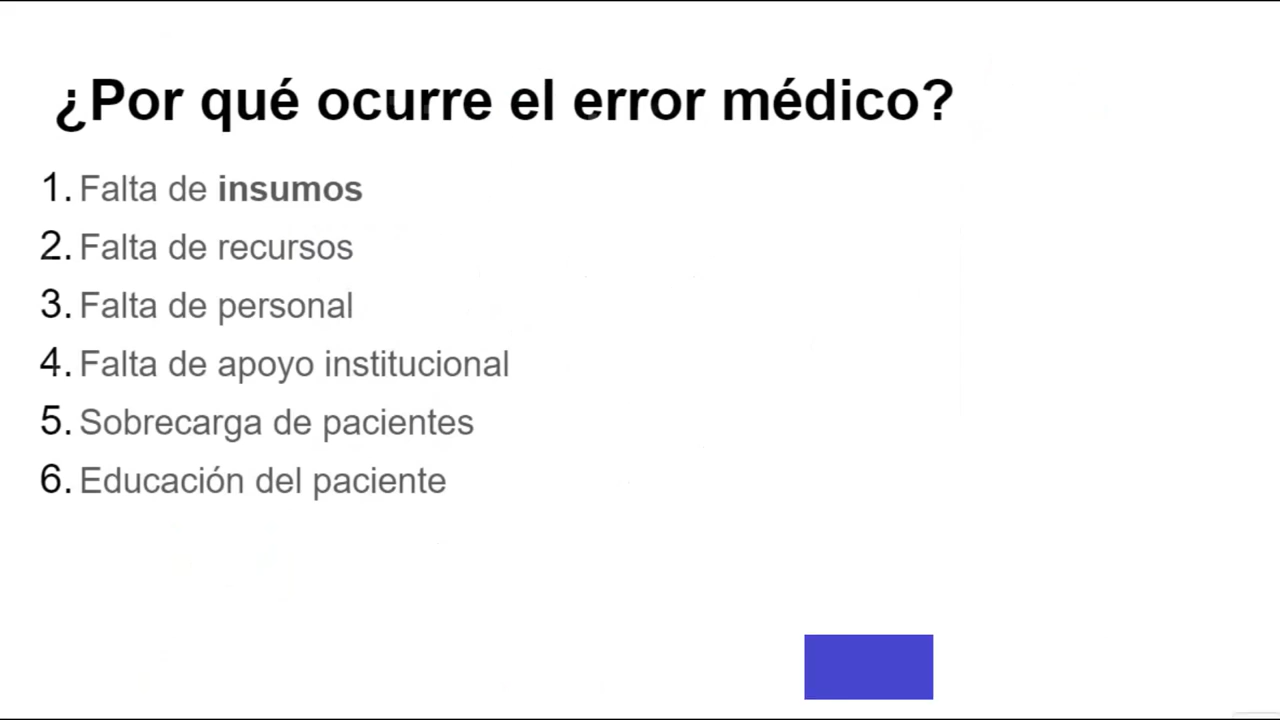 ¿Por qué ocurre el error médico?
1. Falta de insumos
2. Falta de recursos
3. Falta de personal
4. Falta de apoyo institucional
5. Sobrecarga de pacientes
6. Educación del paciente